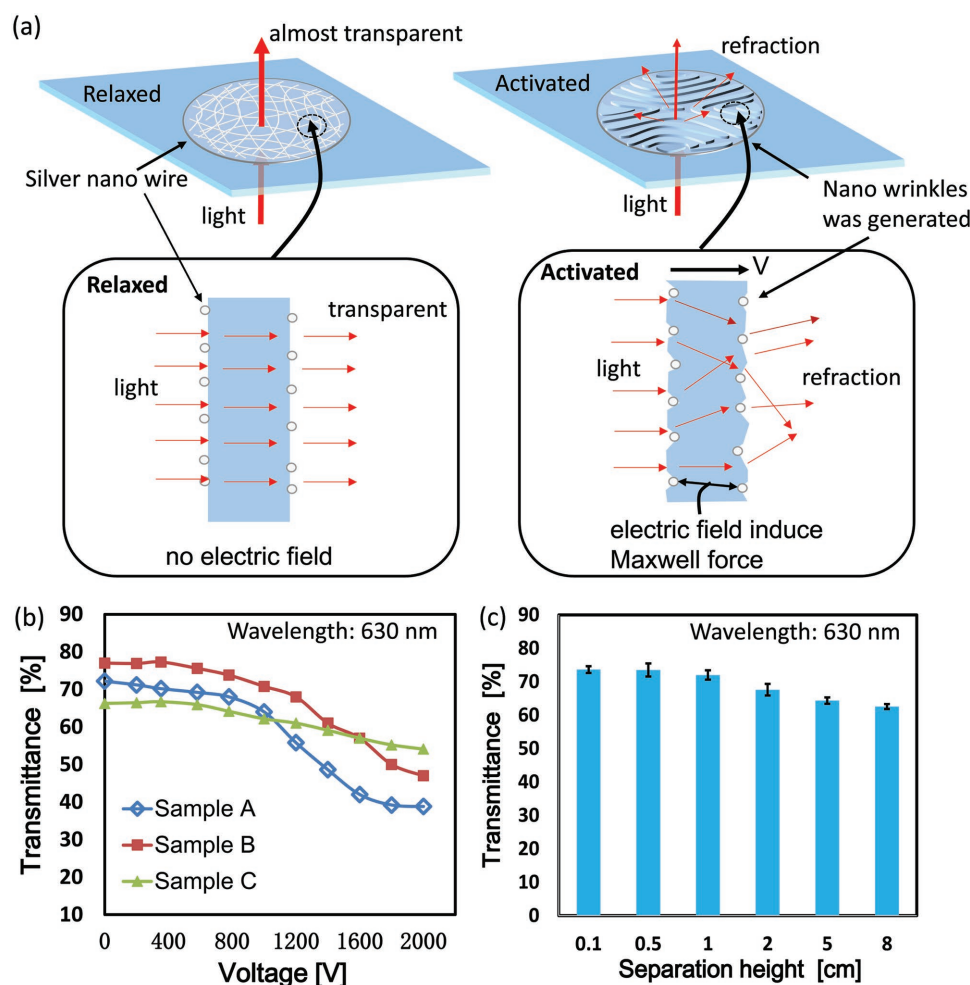 (a)
almost transparent
Relaxed
Silver nano wire
light
refraction
Activated
light
Nano wrinkles
was generated
Relaxed
transparent
light
no electric field
Activated
V
light
refraction
electric field induce
Maxwell force
(b)
Wavelength: 630 nm
Transmittance [%]
90
80
70
60
50
40
30
20
10
Sample A
Sample B
Sample C
0 400 800 1200 1600 2000
Voltage [V]
(c)
Wavelength: 630 nm
Transmittance [%]
90
80
70
60
50
40
30
20
10
0
0.1 0.5 1 2 5 8
Separation height [cm]